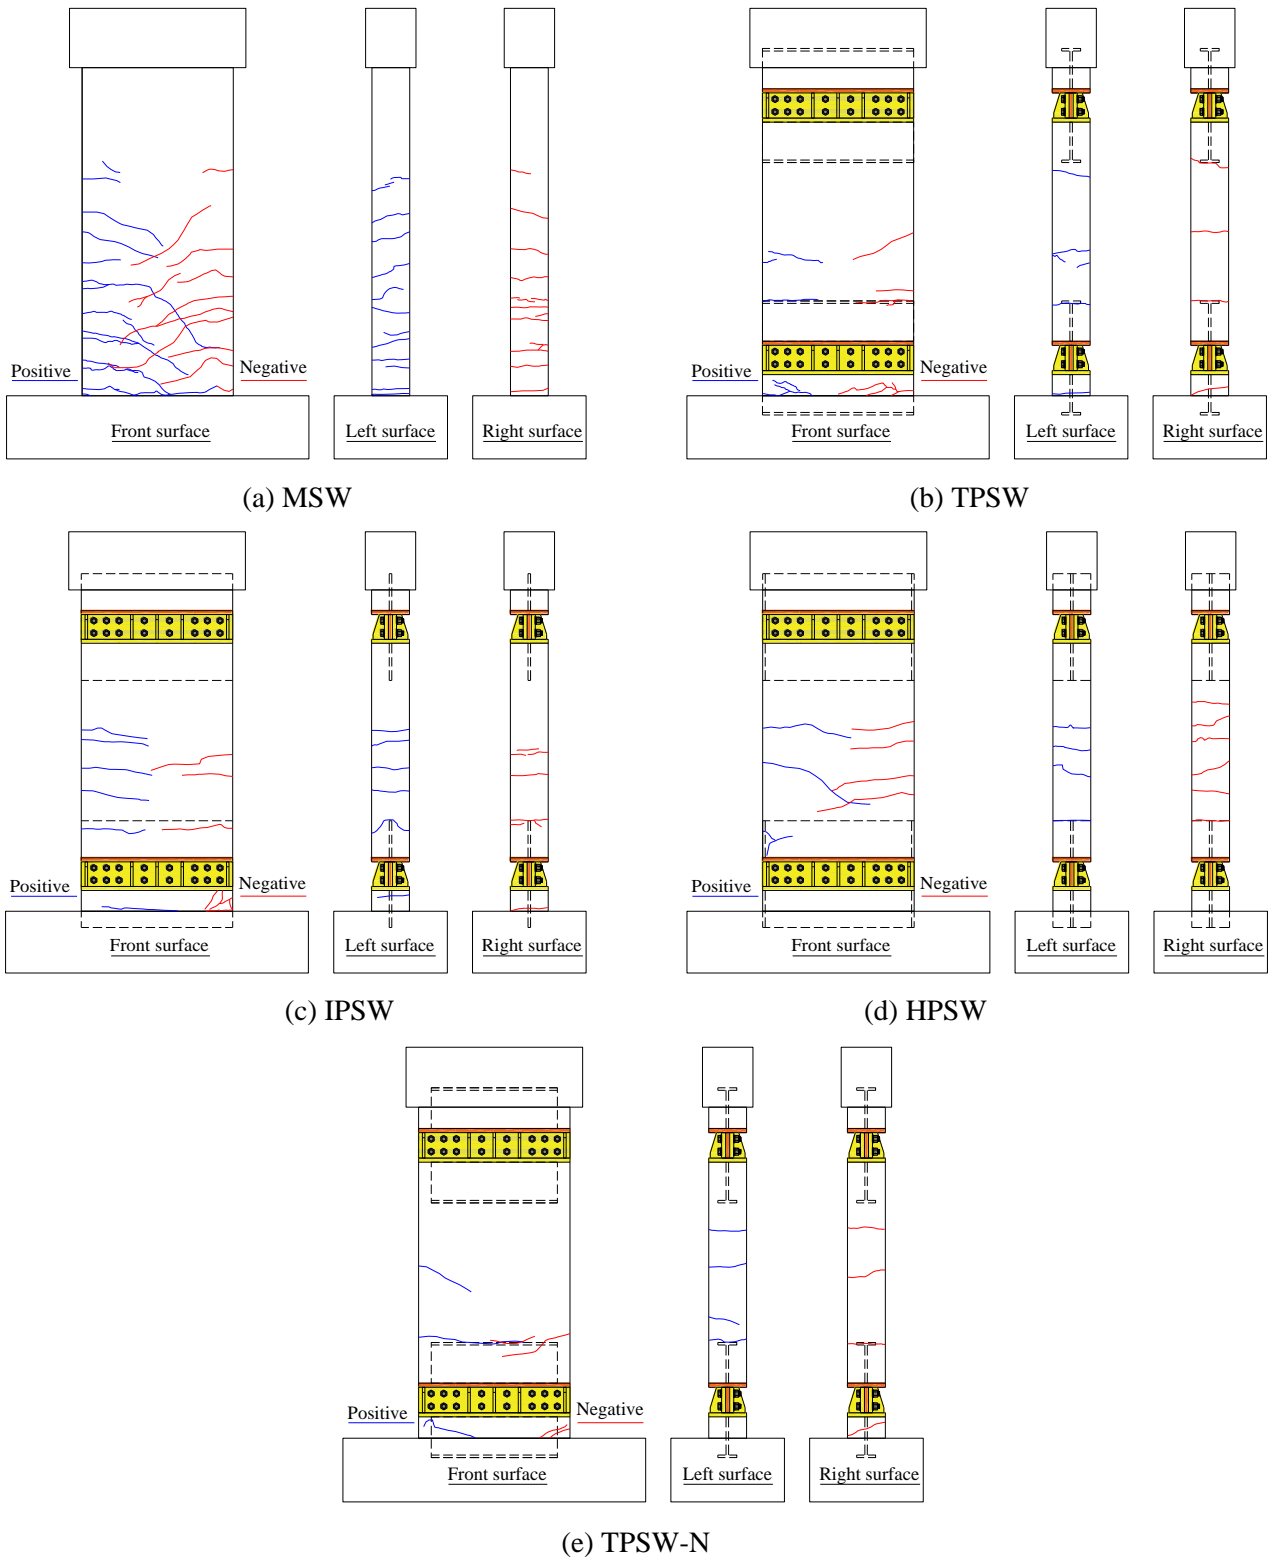 Positive
Negative
Front surface
Left surface
Right surface
(a) MSW
Negative
Front surface
Left surface
Right surface
(b) TPSW
Positive
Negative
Front surface
Left surface
Right surface
(c) IPSW
Positive
Negative
Front surface
Left surface
Right surface
(d) HPSW
Positive
Negative
Front surface
Left surface
Right surface
(e) TPSW-N